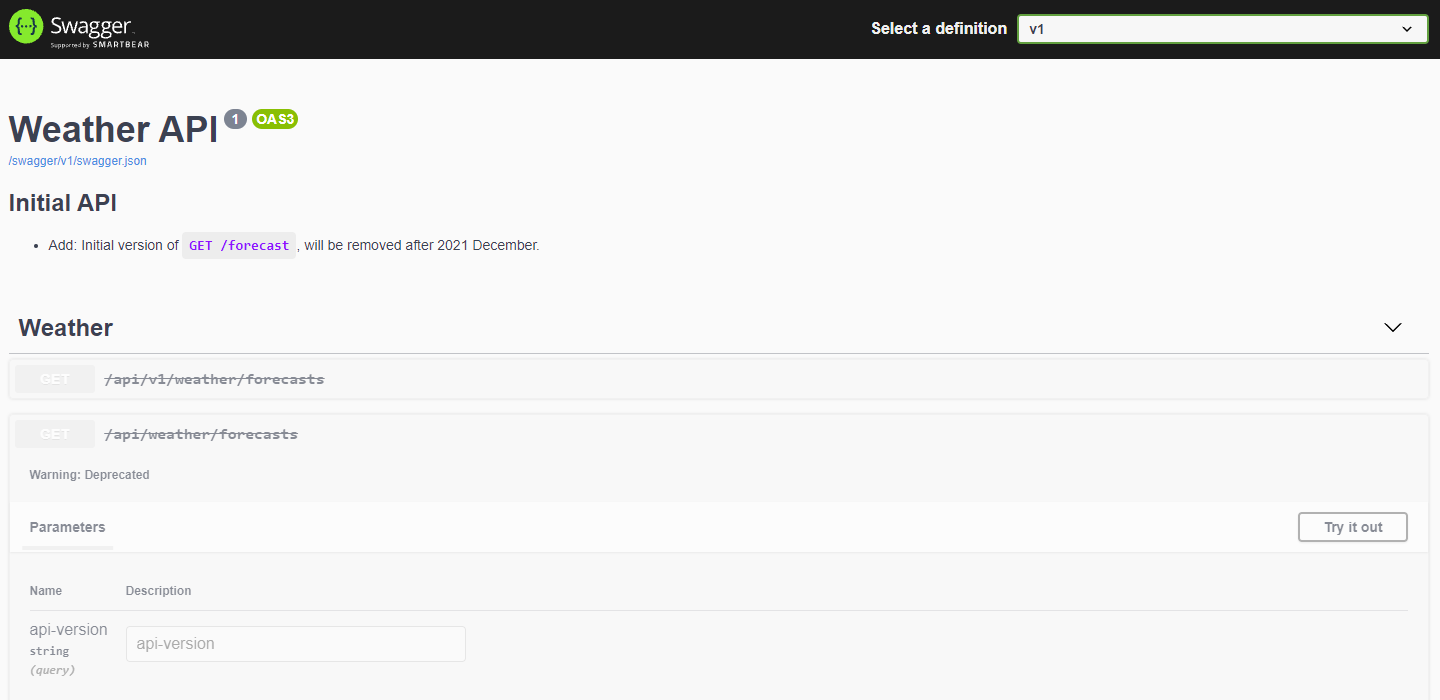 {...} Swagger
Supported by SMARTBEAR
Select a definition
v1
Weather API 1 OAS3
/swagger/v1/swagger.json
Initial API
• Add: Initial version of GET /forecast, will be removed after 2021 December.
Weather
GET /api/v1/weather/forecasts
GET /api/weather/forecasts
Warning: Deprecated
Parameters
Try it out
Name Description
api-version
string
(query)
api-version